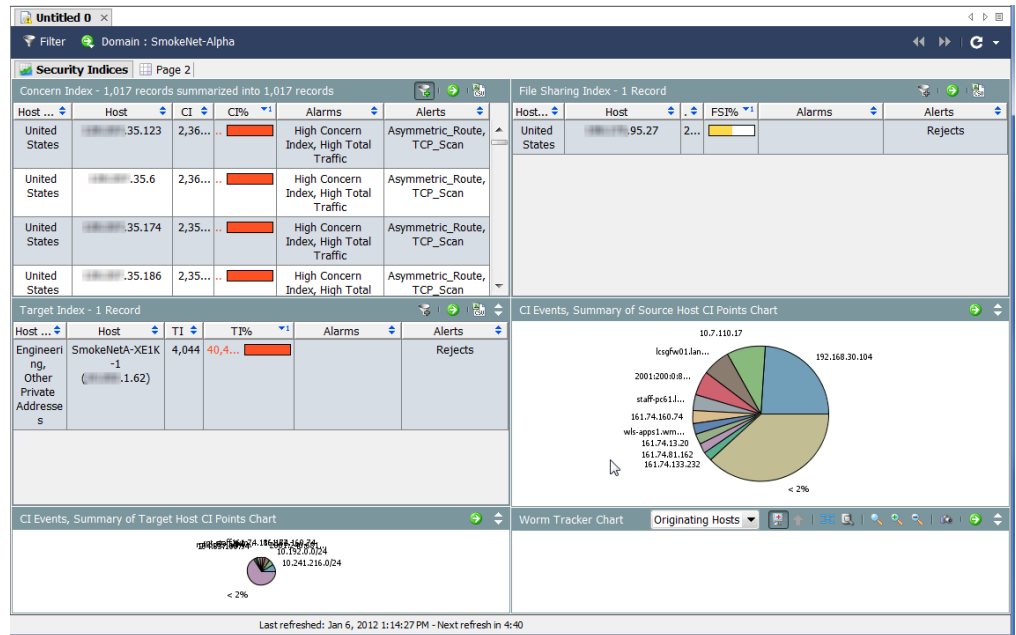 Untitled 0
Filter Domain : SmokeNet-Alpha
Security Indices Page 2
Concern Index - 1,017 records summarized into 1,017 records
Host ... Host CI CI% 1 Alarms Alerts
United States .35.123 2,36... .. High Concern Index, High Total Traffic Asymmetric_Route, TCP_Scan
United States .35.6 2,36... .. High Concern Index, High Total Traffic Asymmetric_Route, TCP_Scan
United States .35.174 2,35... .. High Concern Index, High Total Traffic Asymmetric_Route, TCP_Scan
United States .35.186 2,35... .. High Concern Index, High Total Asymmetric_Route, TCP_Scan
File Sharing Index - 1 Record
Host... Host . FSI% 1 Alarms Alerts
United States .95.27 2... Rejects
Target Index - 1 Record
Host ... Host TI TI% 1 Alarms Alerts
Engineeri ng, Other Private Addresse s SmokeNetA-XE1K -1 ( .1.62) 4,044 40,4... Rejects
CI Events, Summary of Source Host CI Points Chart
10.7.110.17
lcsgfw01.lan...
192.168.30.104
2001:200:0:8...
staff-pc61.l...
161.74.160.74
wls-apps1.wm...
161.74.13.20
161.74.81.162
161.74.133.232
< 2%
CI Events, Summary of Target Host CI Points Chart
10.192.0.0/24
10.241.216.0/24
< 2%
Worm Tracker Chart Originating Hosts
Last refreshed: Jan 6, 2012 1:14:27 PM - Next refresh in 4:40